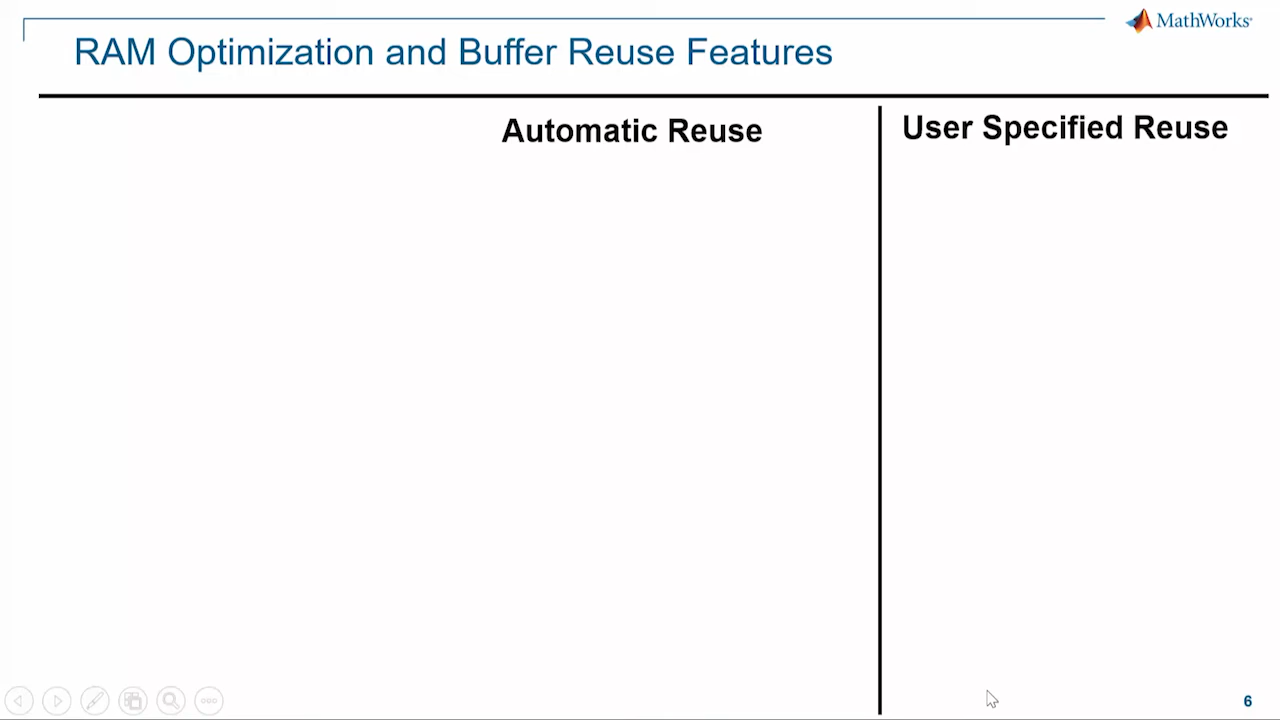 MathWorks
RAM Optimization and Buffer Reuse Features
Automatic Reuse
User Specified Reuse
6